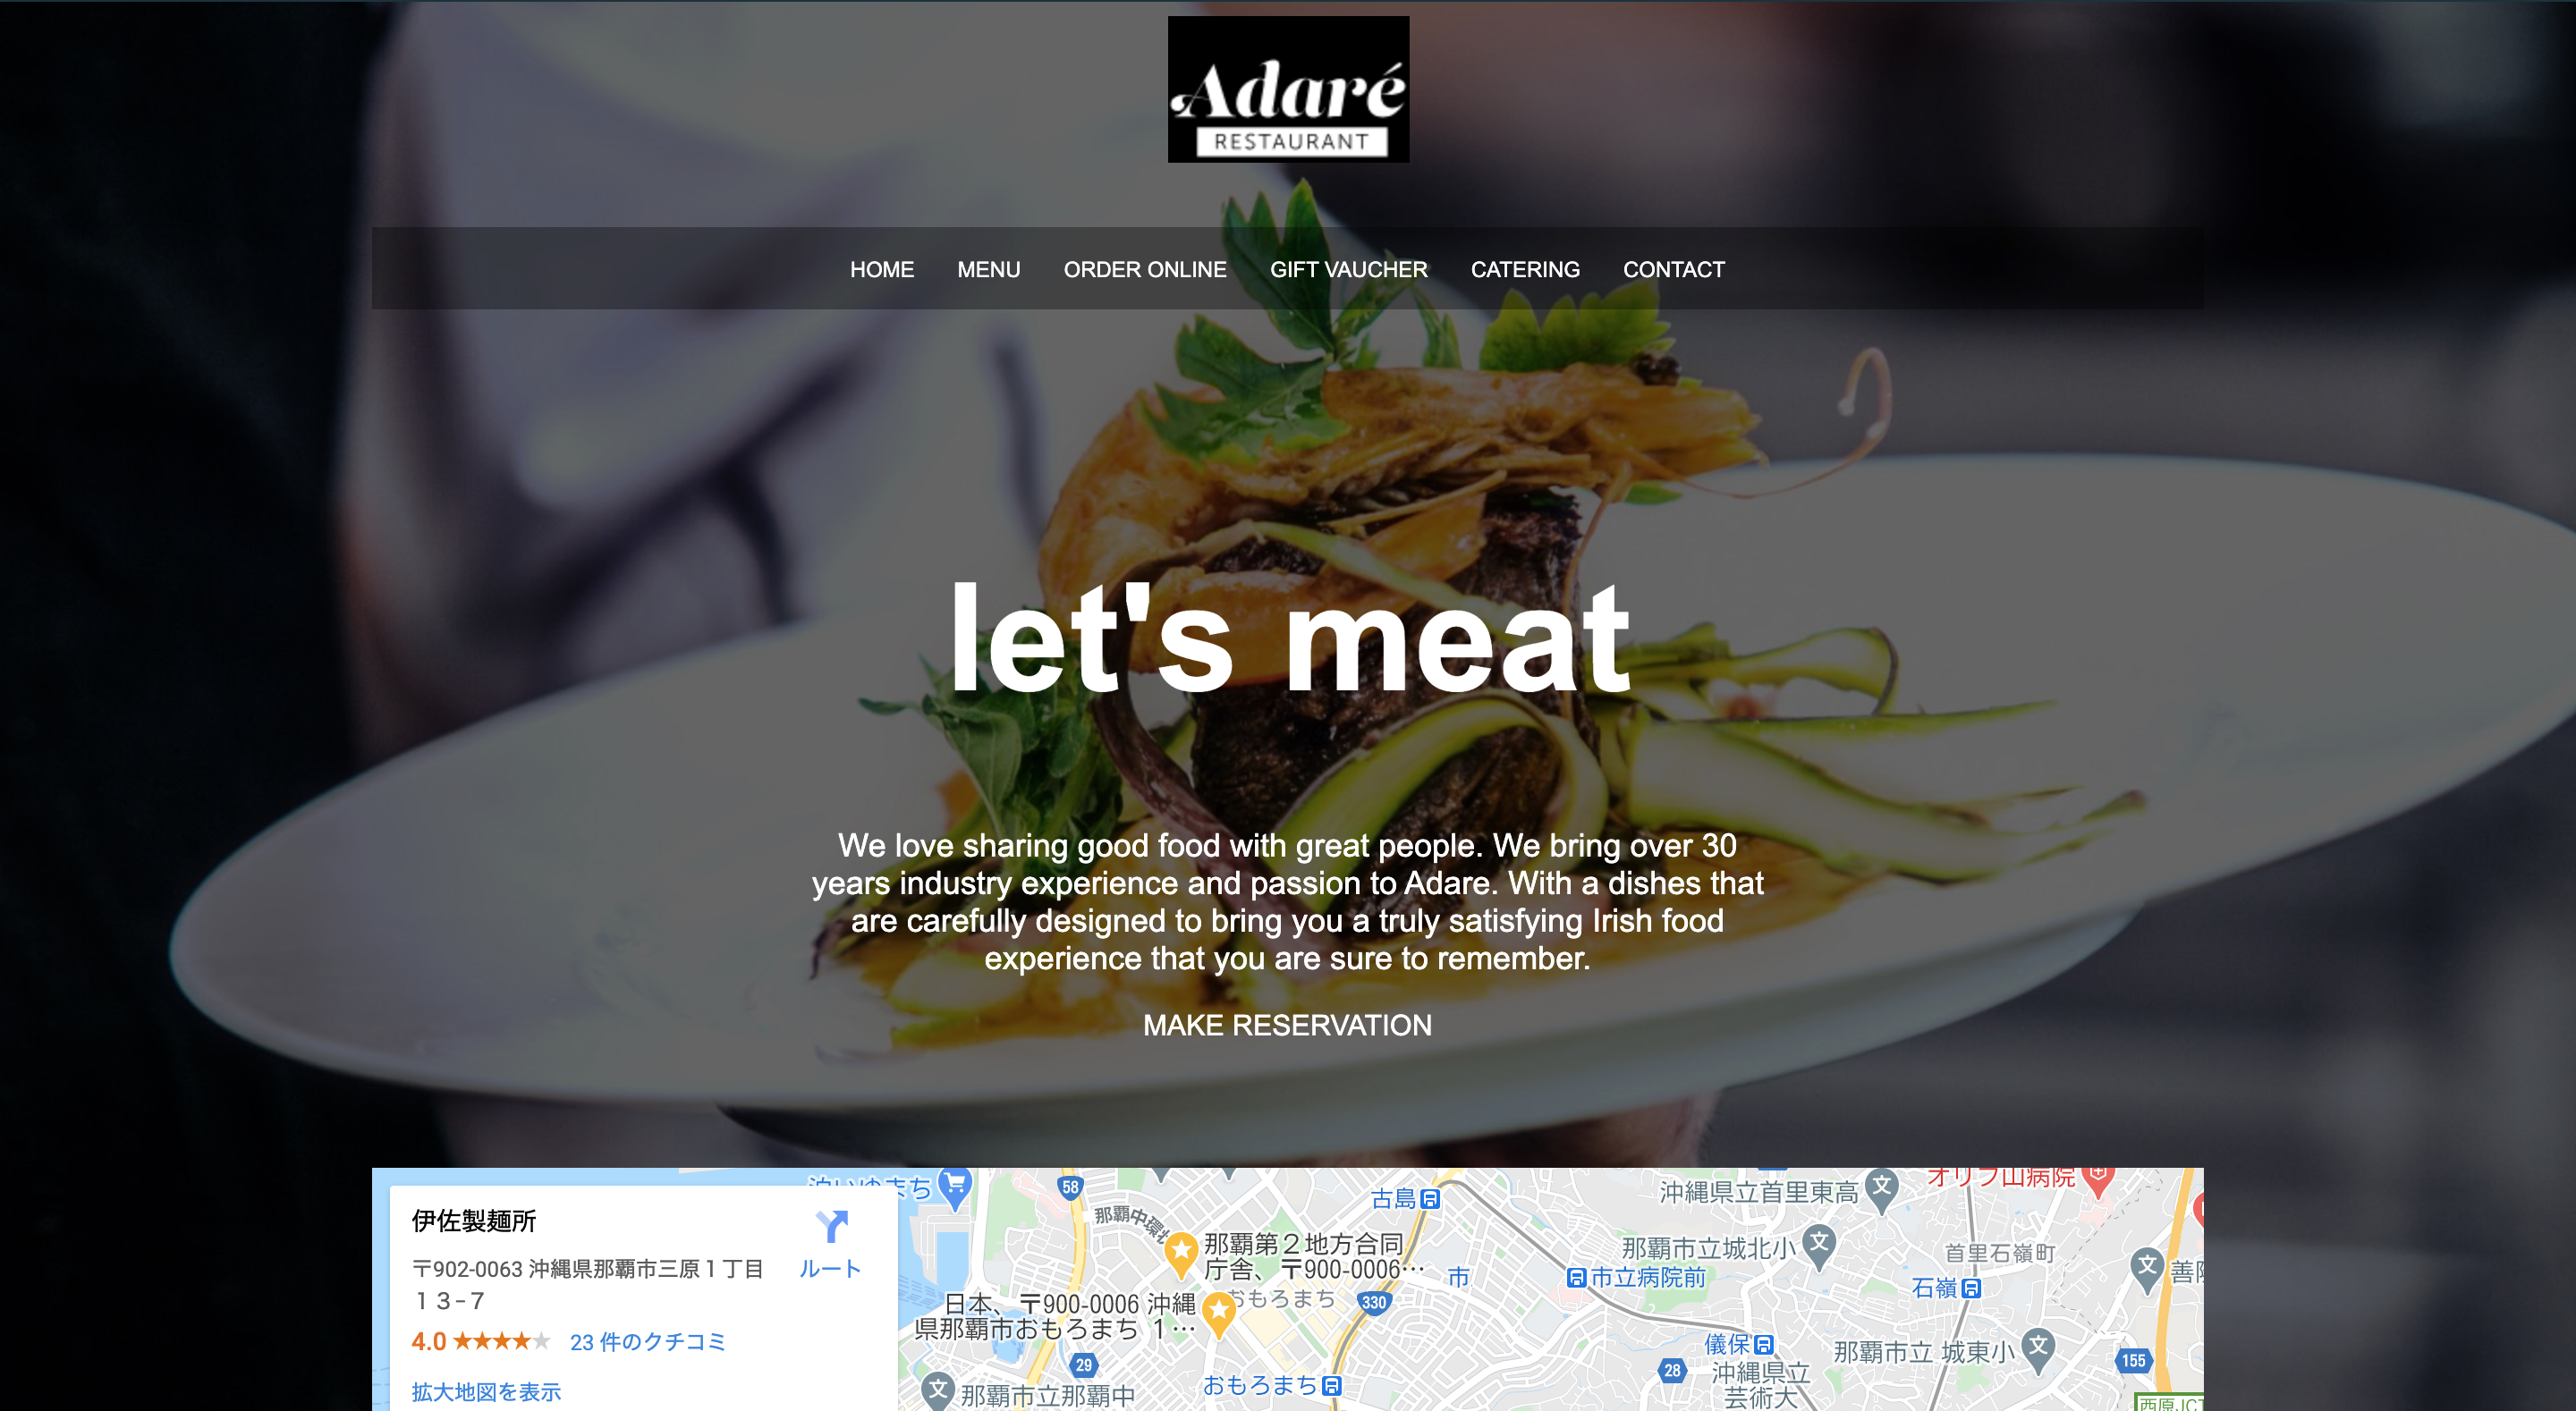 Adaré
RESTAURANT
HOME MENU ORDER ONLINE GIFT VAUCHER CATERING CONTACT
let's meat
We love sharing good food with great people. We bring over 30
years industry experience and passion to Adare. With a dishes that
are carefully designed to bring you a truly satisfying Irish food
experience that you are sure to remember.
MAKE RESERVATION
伊佐製麺所
ルート
〒902-0063 沖縄県那覇市三原１丁目
１３−７
4.0 ★★★★★ 23 件のクチコミ
拡大地図を表示
58
那覇中環状
古島
沖縄県立首里東高
オリブ山病院
那覇第２地方合同
庁舎、〒900-0006…
市
おもろまち
330
日本、〒900-0006 沖縄
県那覇市おもろまち １…
那覇市立城北小
市立病院前
首里石嶺町
石嶺
29
那覇市立那覇中
おもろまち
儀保
28
沖縄県立
芸術大
那覇市立 城東小
155
西原JCT